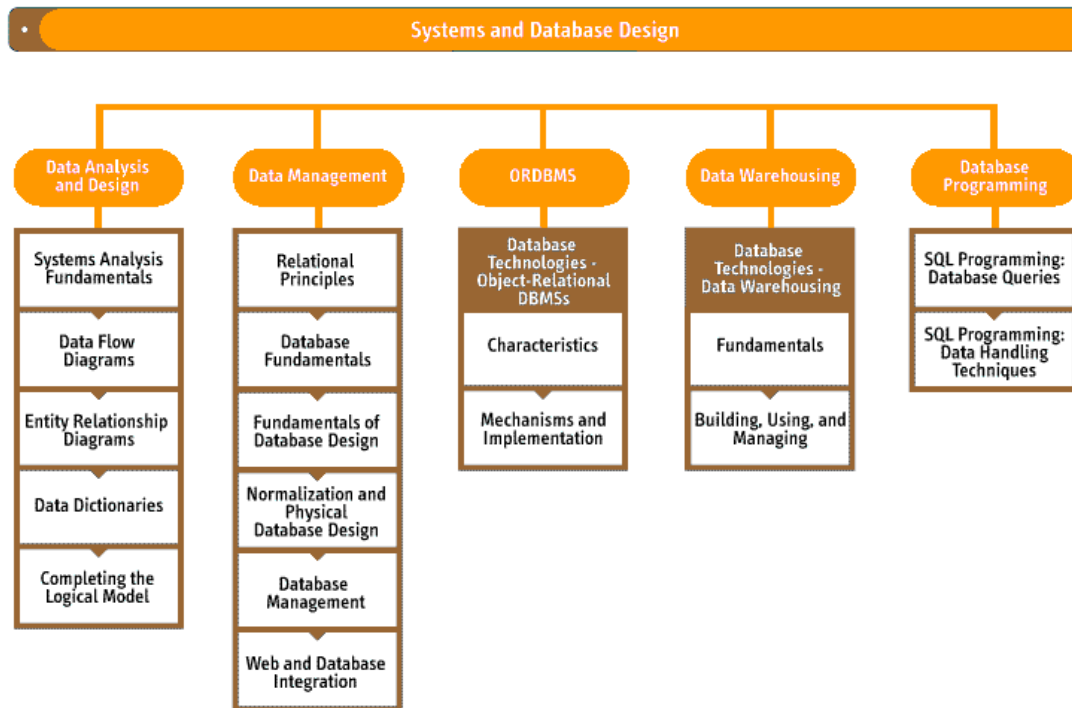 Systems and Database Design
Data Analysis
and Design
Data Management
ORDBMS
Data Warehousing
Database
Programming
Systems Analysis
Fundamentals
Data Flow
Diagrams
Entity Relationship
Diagrams
Data Dictionaries
Completing the
Logical Model
Relational
Principles
Database
Fundamentals
Fundamentals of
Database Design
Normalization and
Physical
Database Design
Database
Management
Web and Database
Integration
Database
Technologies -
Object-Relational
DBMSs
Characteristics
Mechanisms and
Implementation
Database
Technologies -
Data Warehousing
Fundamentals
Building, Using, and
Managing
SQL Programming:
Database Queries
SQL Programming:
Data Handling
Techniques